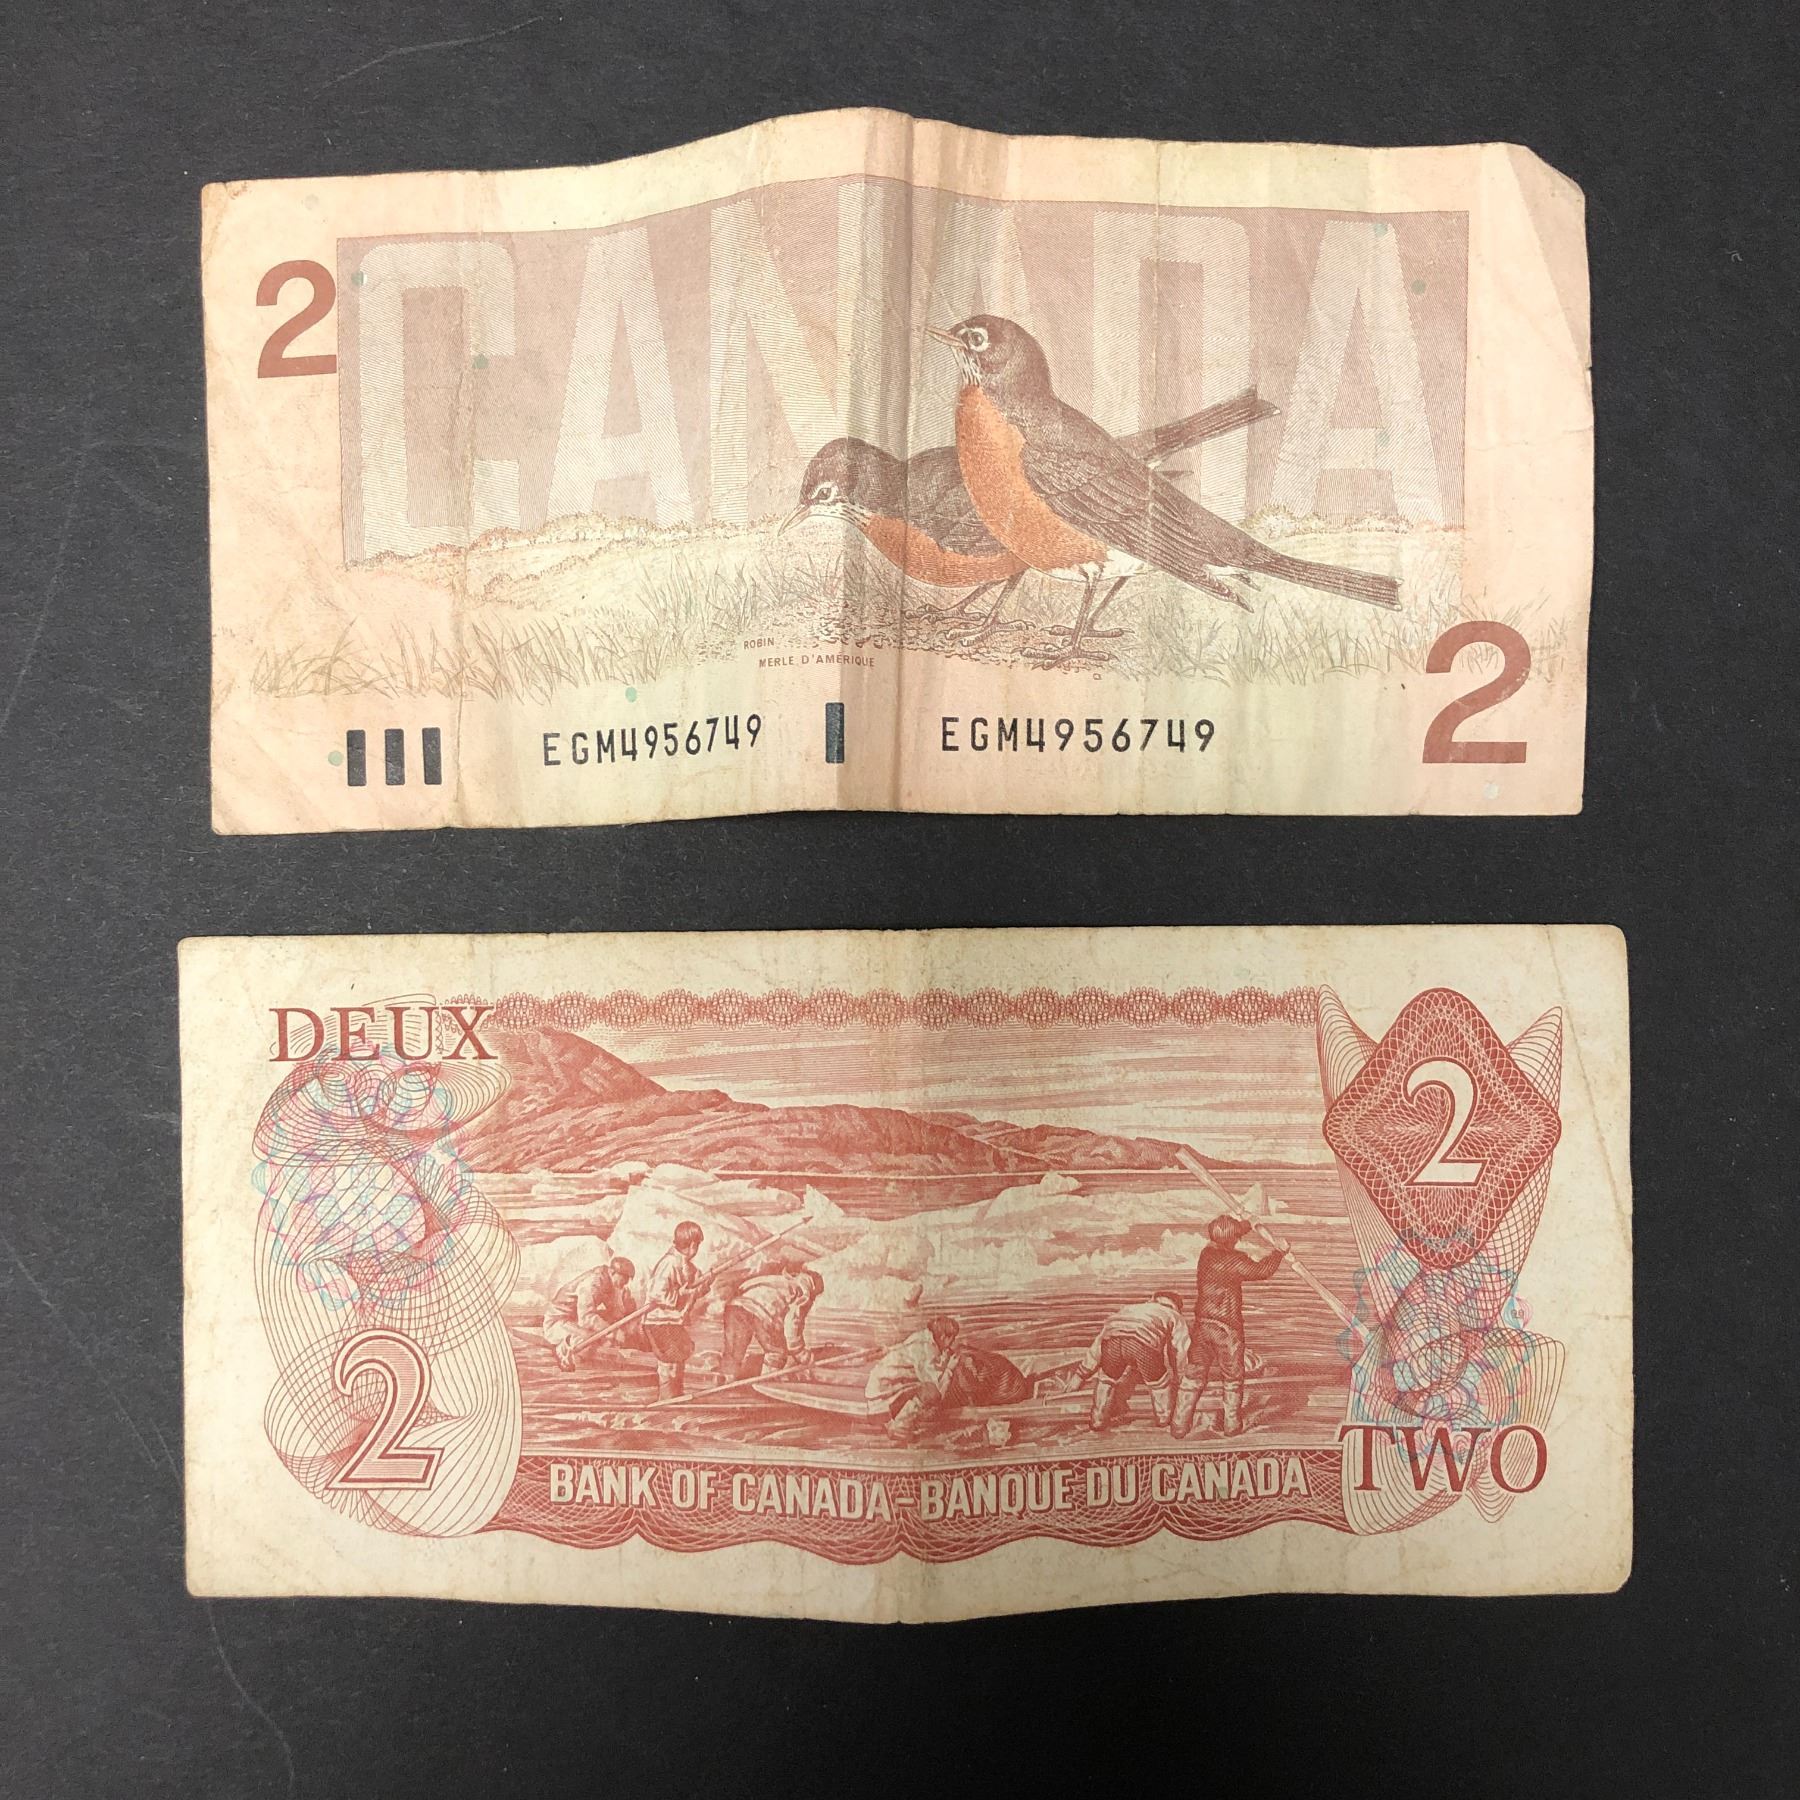 CANADA
2
ROBIN
MERLE D'AMÉRIQUE
2
EGM4956749 EGM4956749
DEUX
2
2
BANK OF CANADA-BANQUE DU CANADA
TWO